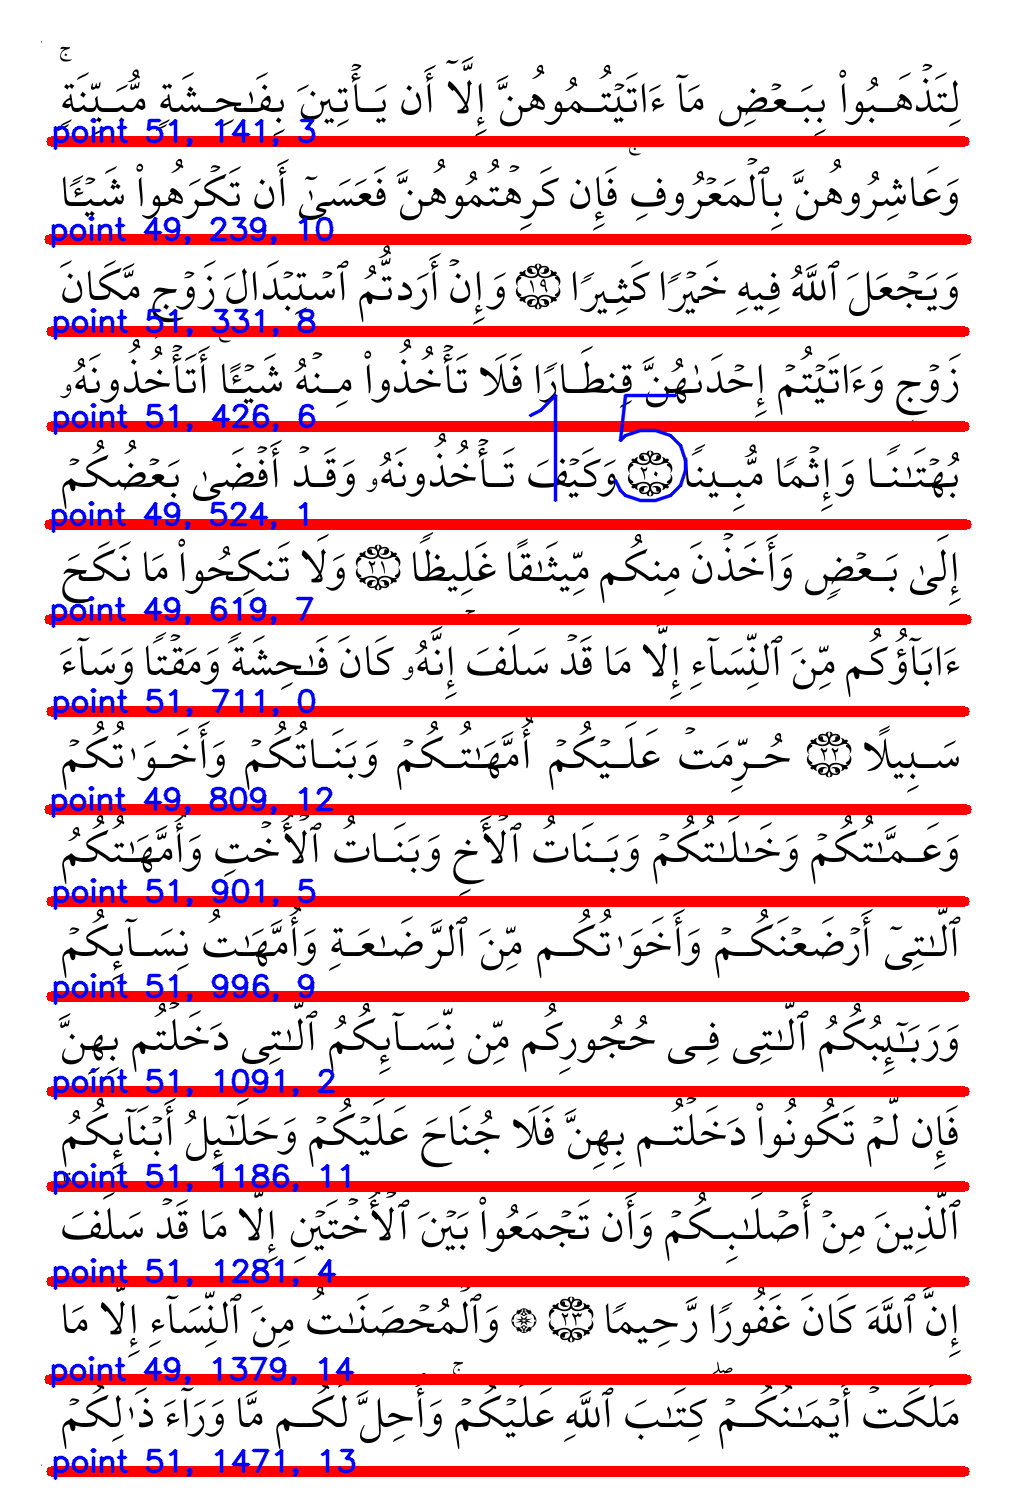 لِتَذۡهَبُواْ بِبَعۡضِ مَآ ءَاتَيۡتُمُوهُنَّ إِلَّآ أَن يَأۡتِينَ بِفَٰحِشَةٍ مُّبَيِّنَةٍۚ
point 51, 141, 3
وَعَاشِرُوهُنَّ بِٱلۡمَعۡرُوفِۚ فَإِن كَرِهۡتُمُوهُنَّ فَعَسَىٰٓ أَن تَكۡرَهُواْ شَيۡـٔٗا
point 49, 239, 10
وَيَجۡعَلَ ٱللَّهُ فِيهِ خَيۡرٗا كَثِيرٗا ١٩ وَإِنۡ أَرَدتُّمُ ٱسۡتِبۡدَالَ زَوۡجٖ مَّكَانَ
point 51, 331, 8
زَوۡجٖ وَءَاتَيۡتُمۡ إِحۡدَىٰهُنَّ قِنطَارٗا فَلَا تَأۡخُذُواْ مِنۡهُ شَيۡـًٔاۚ أَتَأۡخُذُونَهُۥ
point 51, 426, 6
15
بُهۡتَٰنٗا وَإِثۡمٗا مُّبِينٗا ٢٠ وَكَيۡفَ تَأۡخُذُونَهُۥ وَقَدۡ أَفۡضَىٰ بَعۡضُكُمۡ
point 49, 524, 1
إِلَىٰ بَعۡضٖ وَأَخَذۡنَ مِنكُم مِّيثَٰقًا غَلِيظٗا ٢١ وَلَا تَنكِحُواْ مَا نَكَحَ
point 49, 619, 7
ءَابَآؤُكُم مِّنَ ٱلنِّسَآءِ إِلَّا مَا قَدۡ سَلَفَۚ إِنَّهُۥ كَانَ فَٰحِشَةٗ وَمَقۡتٗا وَسَآءَ
point 51, 711, 0
سَبِيلًا ٢٢ حُرِّمَتۡ عَلَيۡكُمۡ أُمَّهَٰتُكُمۡ وَبَنَاتُكُمۡ وَأَخَوَٰتُكُمۡ
point 49, 809, 12
وَعَمَّٰتُكُمۡ وَخَٰلَٰتُكُمۡ وَبَنَاتُ ٱلۡأَخِ وَبَنَاتُ ٱلۡأُخۡتِ وَأُمَّهَٰتُكُمُ
point 51, 901, 5
ٱلَّٰتِيٓ أَرۡضَعۡنَكُمۡ وَأَخَوَٰتُكُم مِّنَ ٱلرَّضَٰعَةِ وَأُمَّهَٰتُ نِسَآئِكُمۡ
point 51, 996, 9
وَرَبَٰٓئِبُكُمُ ٱلَّٰتِي فِي حُجُورِكُم مِّن نِّسَآئِكُمُ ٱلَّٰتِي دَخَلۡتُم بِهِنَّ
point 51, 1091, 2
فَإِن لَّمۡ تَكُونُواْ دَخَلۡتُم بِهِنَّ فَلَا جُنَاحَ عَلَيۡكُمۡ وَحَلَٰٓئِلُ أَبۡنَآئِكُمُ
point 51, 1186, 11
ٱلَّذِينَ مِنۡ أَصۡلَٰبِكُمۡ وَأَن تَجۡمَعُواْ بَيۡنَ ٱلۡأُخۡتَيۡنِ إِلَّا مَا قَدۡ سَلَفَۗ
point 51, 1281, 4
إِنَّ ٱللَّهَ كَانَ غَفُورٗا رَّحِيمٗا ٢٣ ۞ وَٱلۡمُحۡصَنَٰتُ مِنَ ٱلنِّسَآءِ إِلَّا مَا
point 49, 1379, 14
مَلَكَتۡ أَيۡمَٰنُكُمۡۖ كِتَٰبَ ٱللَّهِ عَلَيۡكُمۡۚ وَأُحِلَّ لَكُم مَّا وَرَآءَ ذَٰلِكُمۡ
point 51, 1471, 13